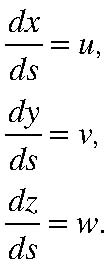 dx/ds = u,
dy/ds = v,
dz/ds = w.